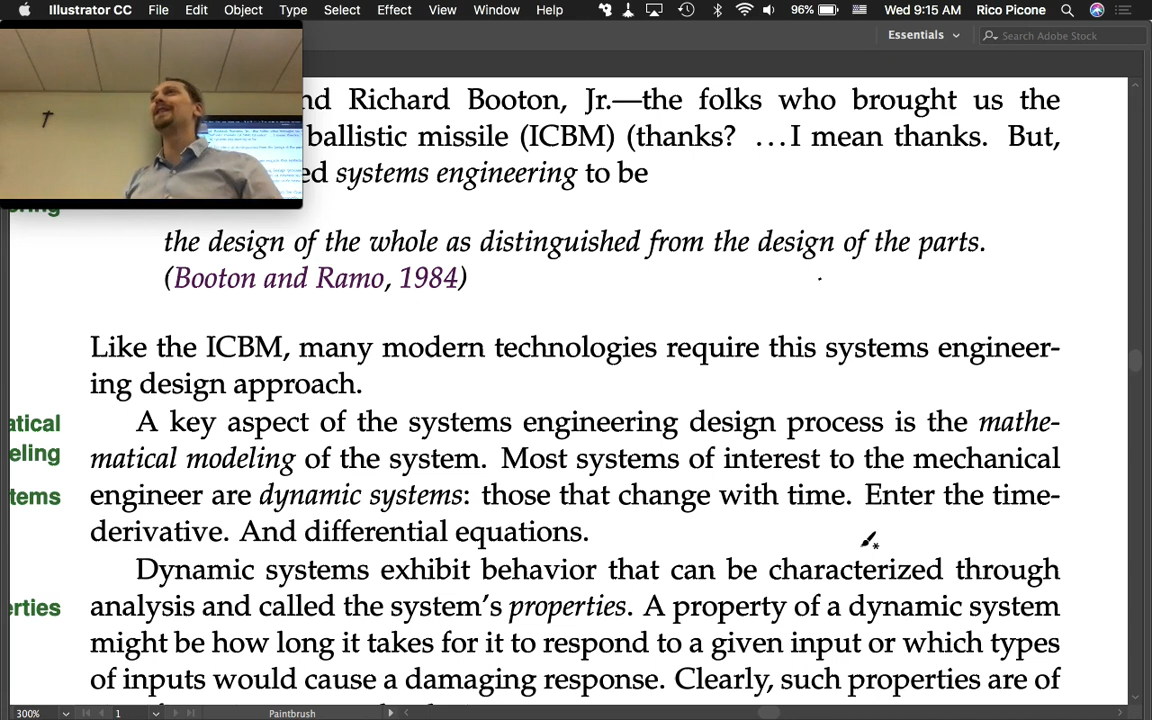 Illustrator CC File Edit Object Type Select Effect View Window Help 96% Wed 9:15 AM Rico Picone
Essentials Search Adobe Stock
nd Richard Booton, Jr.—the folks who brought us the
ballistic missile (ICBM) (thanks? ...I mean thanks. But,
ed systems engineering to be
ering
the design of the whole as distinguished from the design of the parts.
(Booton and Ramo, 1984)
Like the ICBM, many modern technologies require this systems engineer-
ing design approach.
atical A key aspect of the systems engineering design process is the mathe-
eling matical modeling of the system. Most systems of interest to the mechanical
tems engineer are dynamic systems: those that change with time. Enter the time-
derivative. And differential equations.
Dynamic systems exhibit behavior that can be characterized through
erties analysis and called the system's properties. A property of a dynamic system
might be how long it takes for it to respond to a given input or which types
of inputs would cause a damaging response. Clearly, such properties are of
300% 1 Paintbrush